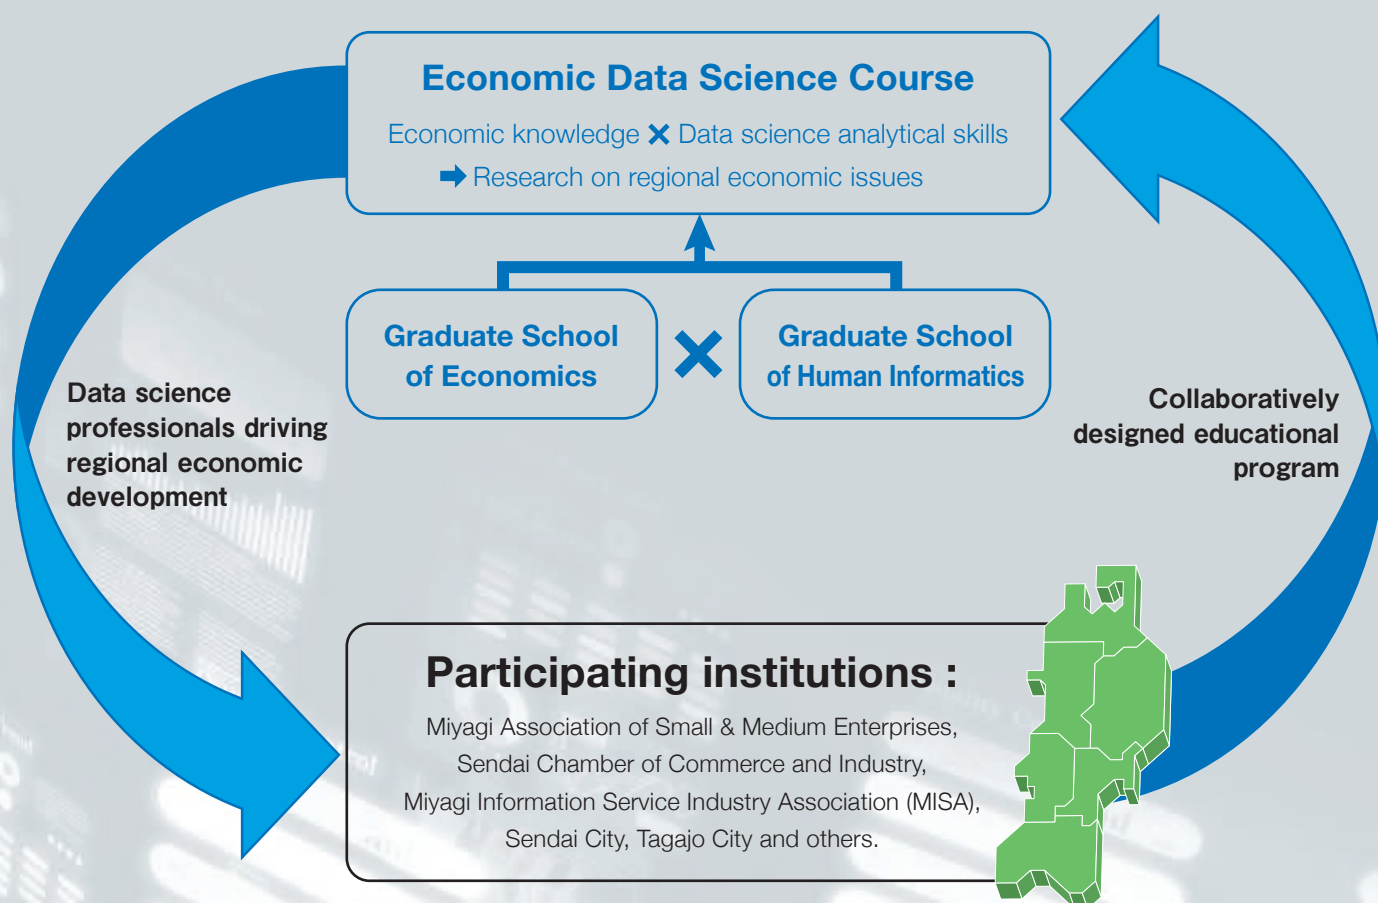 Economic Data Science Course
Economic knowledge × Data science analytical skills
➡ Research on regional economic issues
Graduate School
of Economics
×
Graduate School
of Human Informatics
Data science
professionals driving
regional economic
development
Collaboratively
designed educational
program
Participating institutions :
Miyagi Association of Small & Medium Enterprises,
Sendai Chamber of Commerce and Industry,
Miyagi Information Service Industry Association (MISA),
Sendai City, Tagajo City and others.